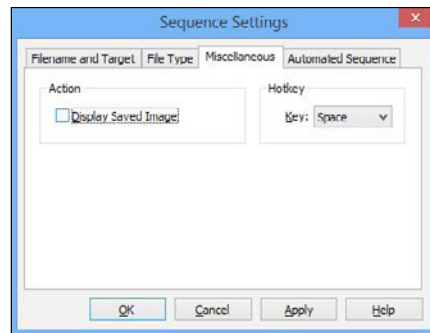 Sequence Settings
Filename and Target File Type Miscellaneous Automated Sequence
Action
Display Saved Image
Hotkey
Key: Space
OK Cancel Apply Help